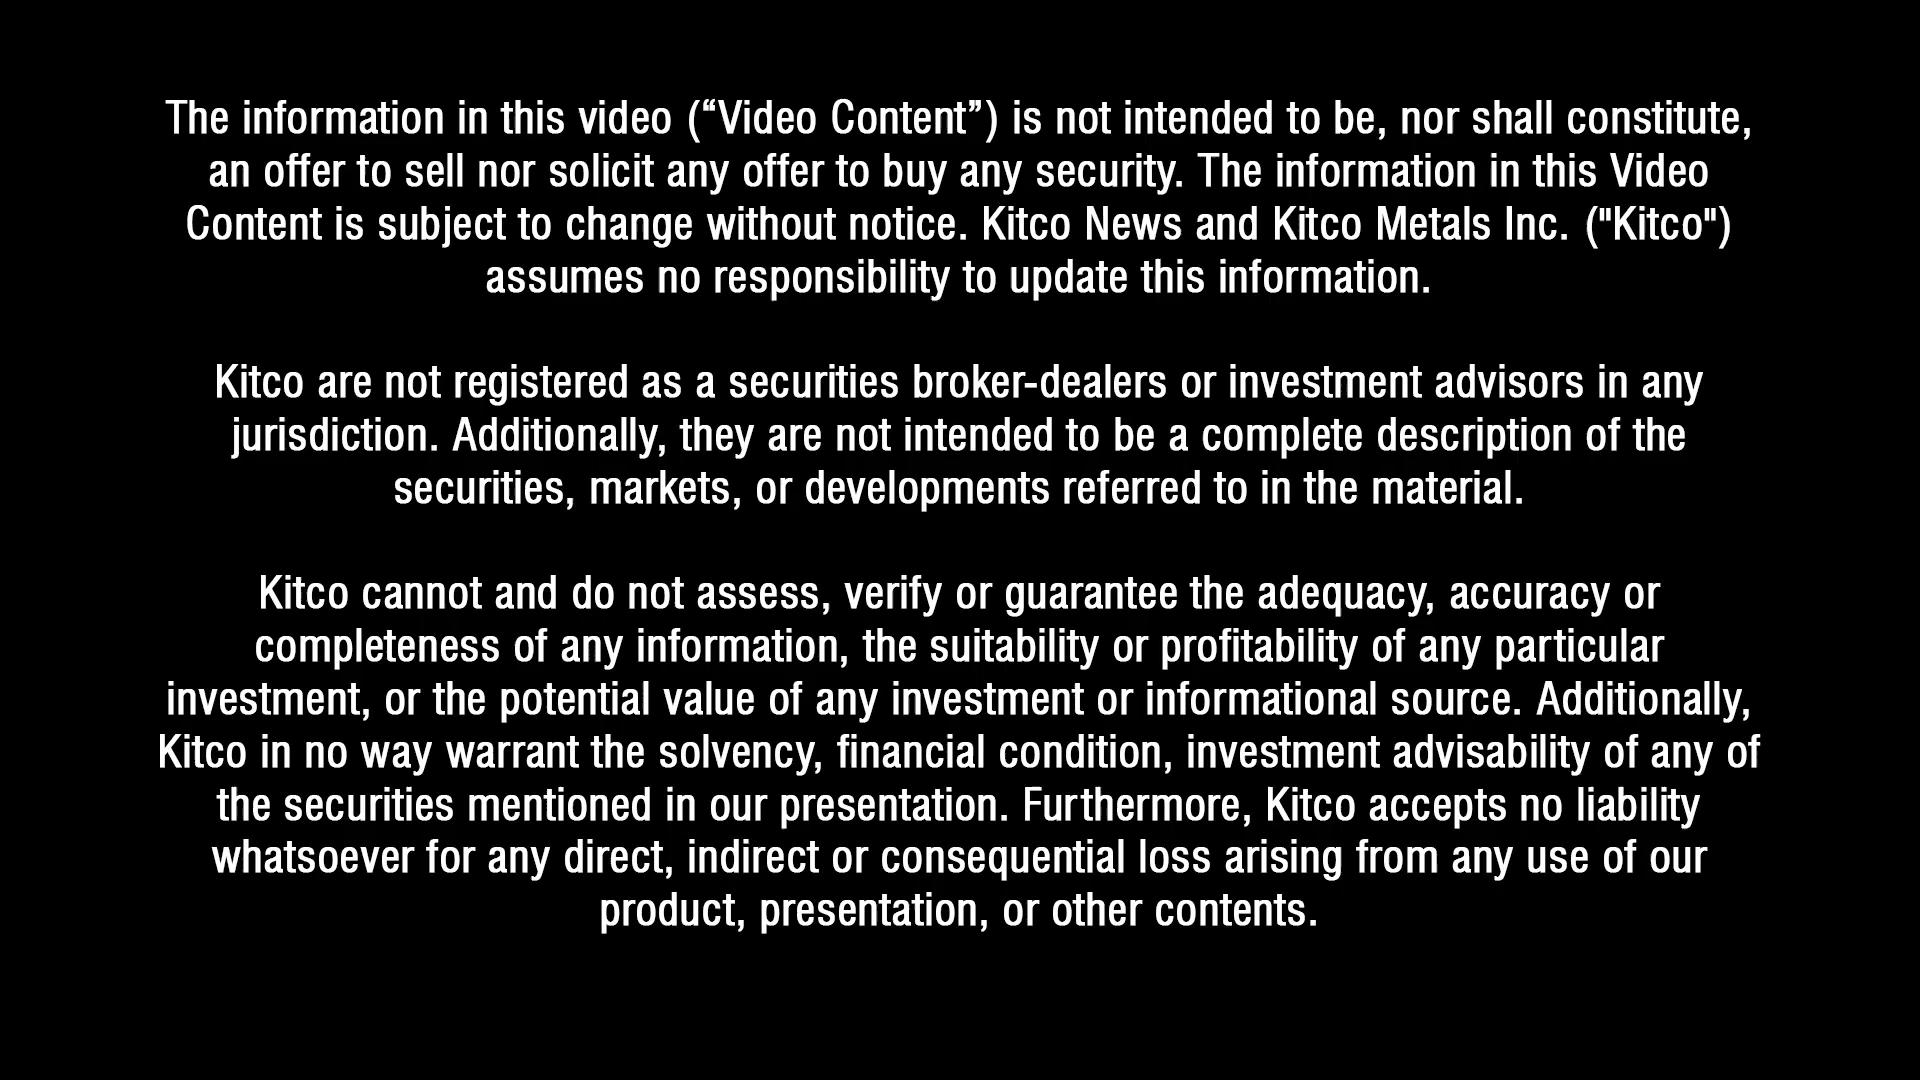 The information in this video (“Video Content”) is not intended to be, nor shall constitute,
an offer to sell nor solicit any offer to buy any security. The information in this Video
Content is subject to change without notice. Kitco News and Kitco Metals Inc. ("Kitco")
assumes no responsibility to update this information.
Kitco are not registered as a securities broker-dealers or investment advisors in any
jurisdiction. Additionally, they are not intended to be a complete description of the
securities, markets, or developments referred to in the material.
Kitco cannot and do not assess, verify or guarantee the adequacy, accuracy or
completeness of any information, the suitability or profitability of any particular
investment, or the potential value of any investment or informational source. Additionally,
Kitco in no way warrant the solvency, financial condition, investment advisability of any of
the securities mentioned in our presentation. Furthermore, Kitco accepts no liability
whatsoever for any direct, indirect or consequential loss arising from any use of our
product, presentation, or other contents.